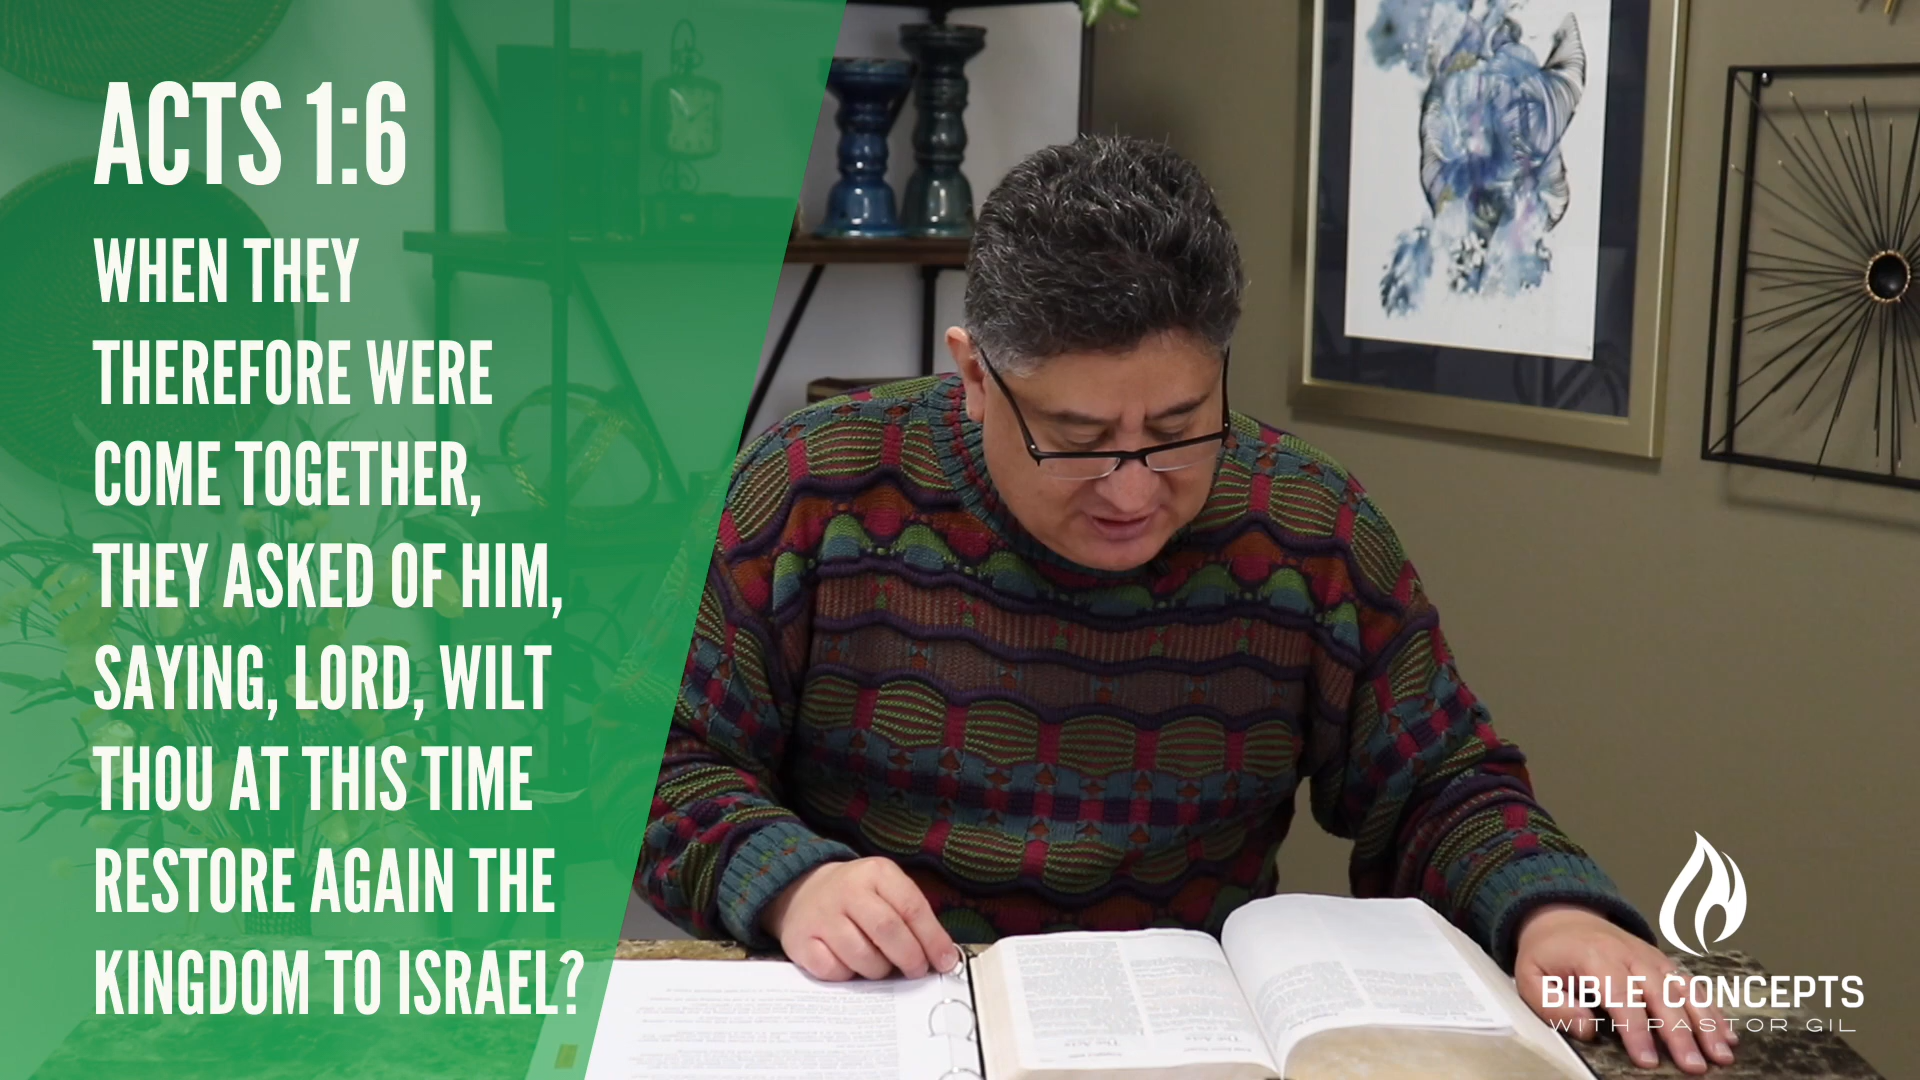 ACTS 1:6
WHEN THEY
THEREFORE WERE
COME TOGETHER,
THEY ASKED OF HIM,
SAYING, LORD, WILT
THOU AT THIS TIME
RESTORE AGAIN THE
KINGDOM TO ISRAEL?
BIBLE CONCEPTS
WITH PASTOR GIL